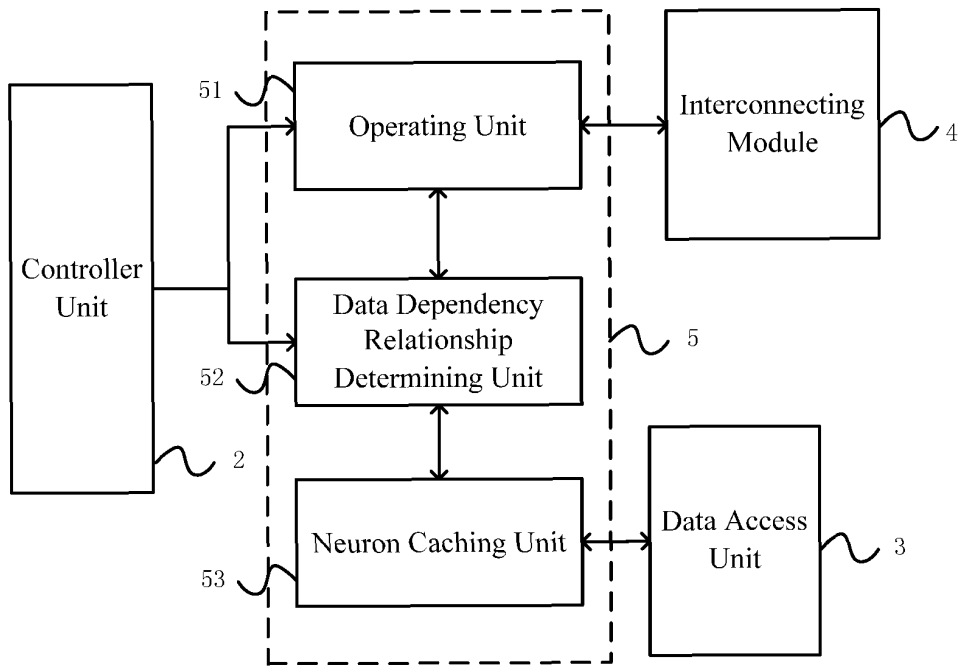 51
Operating Unit
Interconnecting
Module
4
Controller
Unit
Data Dependency
Relationship
Determining Unit
5
52
2
Neuron Caching Unit
53
Data Access
Unit
3